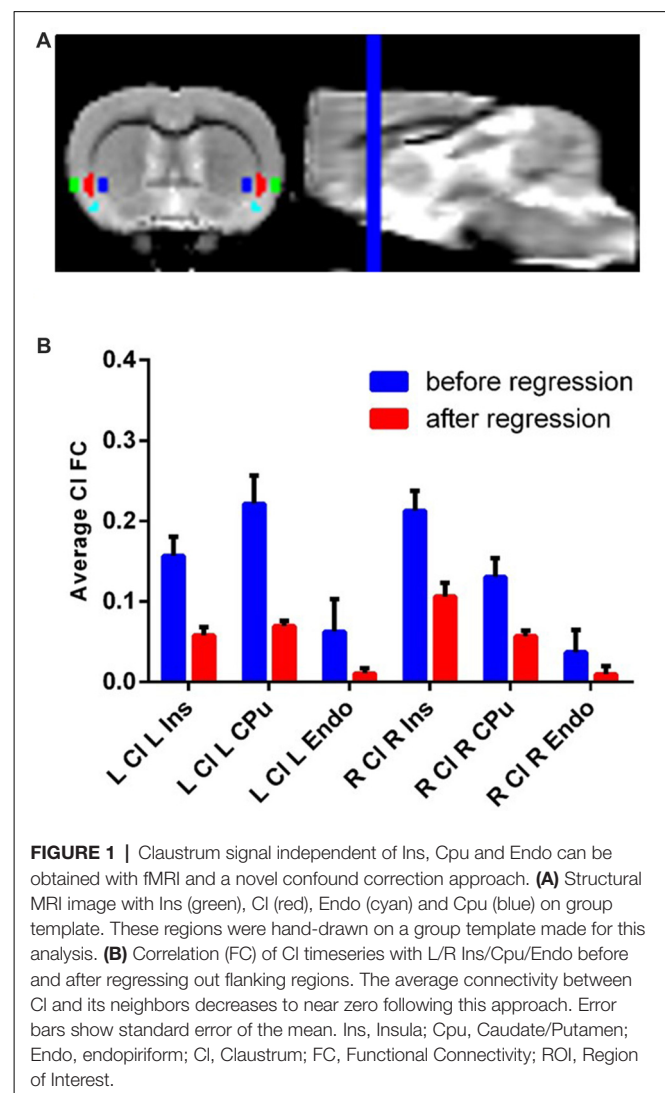 A
B
0.4
0.3
0.2
0.1
0.0
Average Cl FC
before regression
after regression
L Cl L Ins
L Cl L CPu
L Cl L Endo
R Cl R Ins
R Cl R CPu
R Cl R Endo
FIGURE 1 | Claustrum signal independent of Ins, Cpu and Endo can be
obtained with fMRI and a novel confound correction approach. (A) Structural
MRI image with Ins (green), Cl (red), Endo (cyan) and Cpu (blue) on group
template. These regions were hand-drawn on a group template made for this
analysis. (B) Correlation (FC) of Cl timeseries with L/R Ins/Cpu/Endo before
and after regressing out flanking regions. The average connectivity between
Cl and its neighbors decreases to near zero following this approach. Error
bars show standard error of the mean. Ins, Insula; Cpu, Caudate/Putamen;
Endo, endopiriform; Cl, Claustrum; FC, Functional Connectivity; ROI, Region
of Interest.